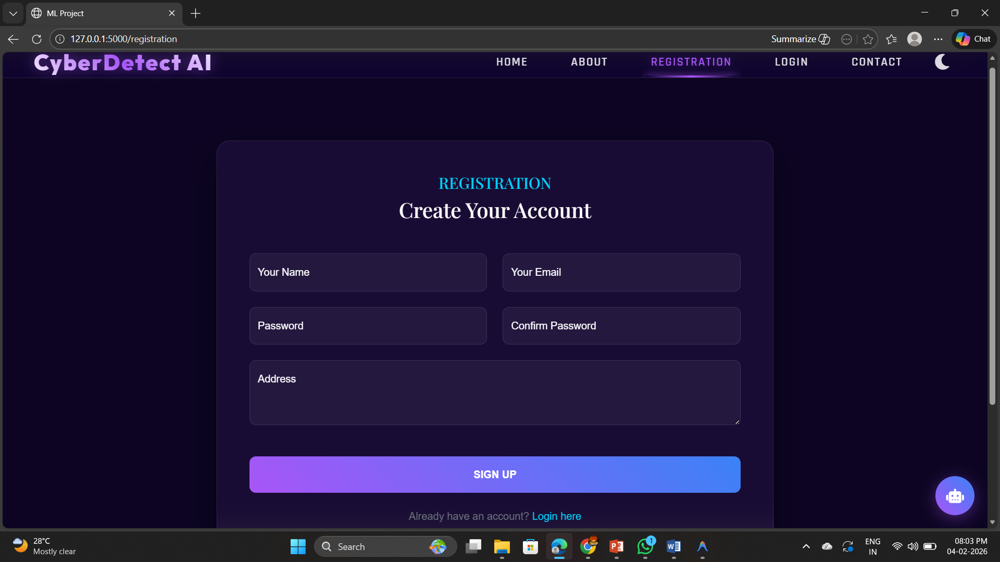 ML Project
127.0.0.1:5000/registration
Summarize
Chat
CyberDetect AI
HOME
ABOUT
REGISTRATION
LOGIN
CONTACT
REGISTRATION
Create Your Account
Your Name
Your Email
Password
Confirm Password
Address
SIGN UP
Already have an account? Login here
28°C
Mostly clear
Search
1
ENG
IN
08:03 PM
04-02-2026